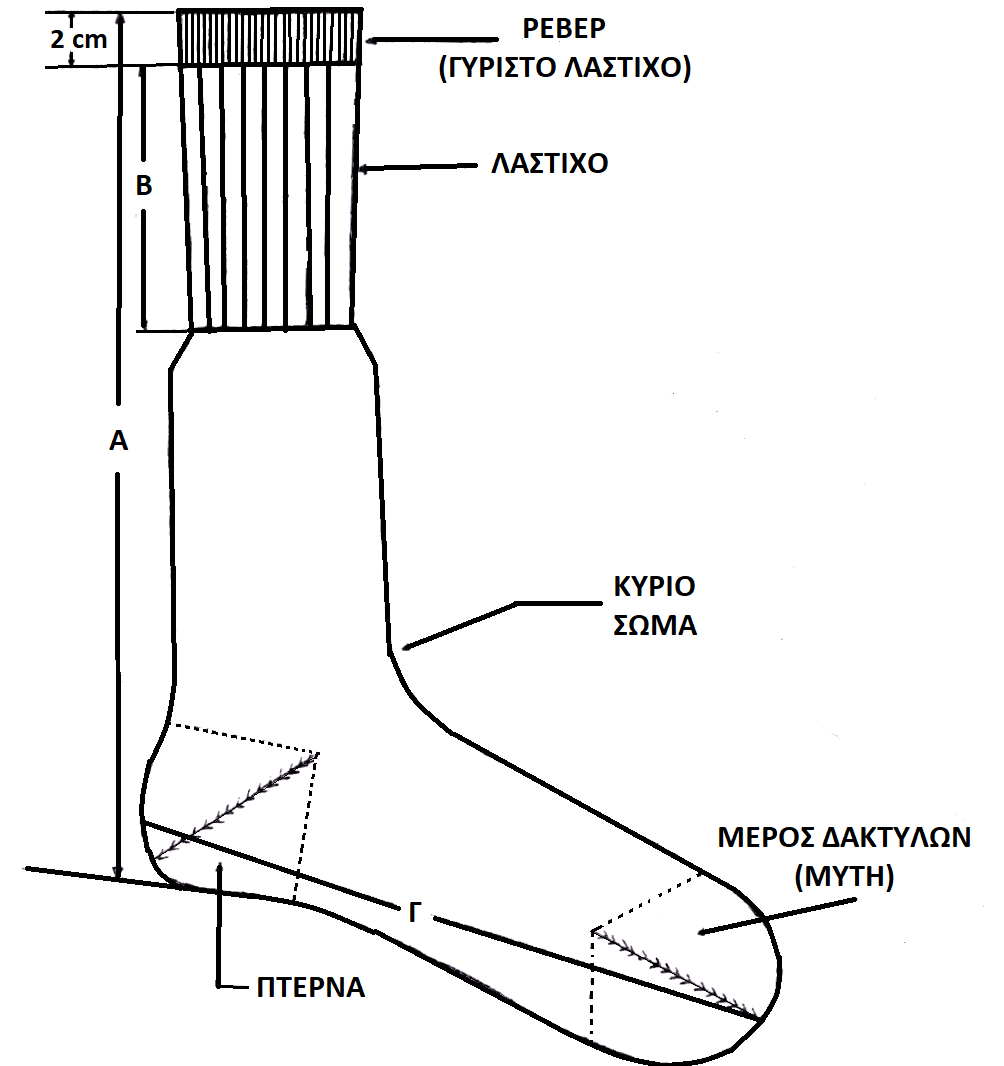 2 cm
ΡΕΒΕΡ
(ΓΥΡΙΣΤΟ ΛΑΣΤΙΧΟ)
ΛΑΣΤΙΧΟ
Β
Α
ΚΥΡΙΟ
ΣΩΜΑ
ΜΕΡΟΣ ΔΑΚΤΥΛΩΝ
(ΜΥΤΗ)
Γ
ΠΤΕΡΝΑ